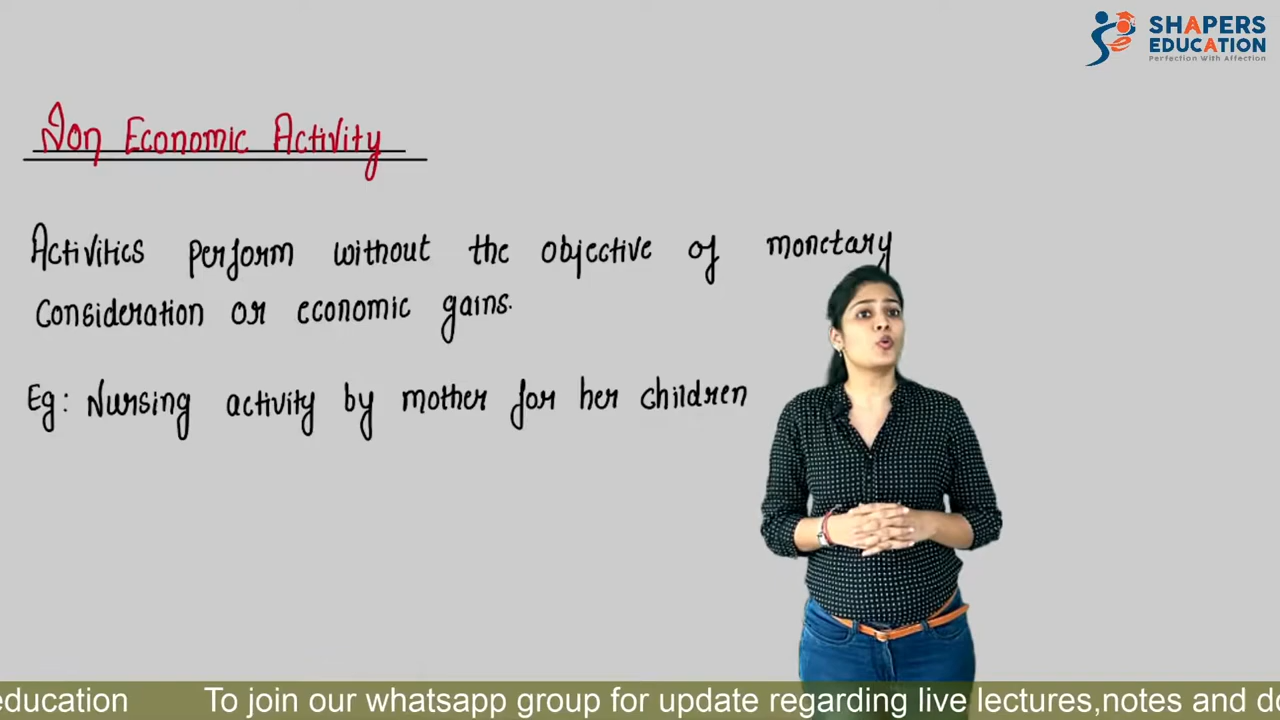 SHAPERS
EDUCATION
Perfection With Affection
Non Economic Activity
Activities perform without the objective of monetary
Consideration or economic gains.
Eg: Nursing activity by mother for her children
education To join our whatsapp group for update regarding live lectures,notes and do